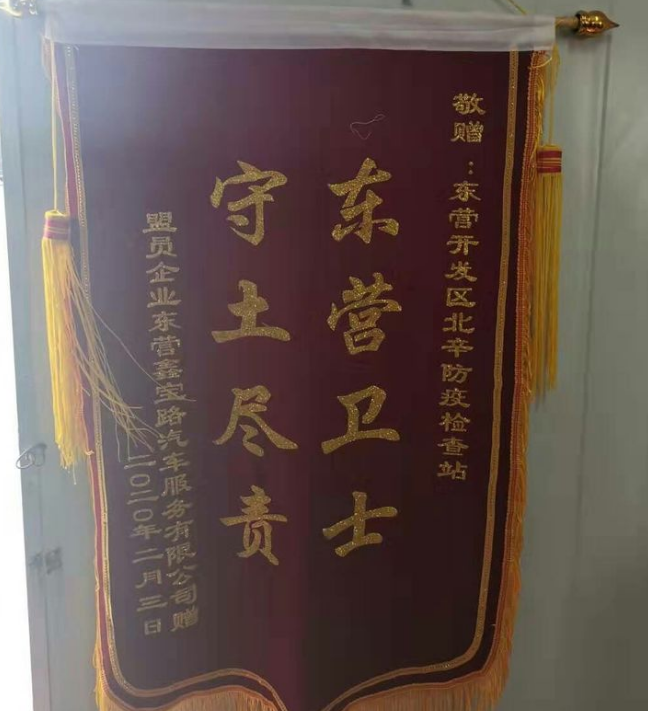 敬赠：东营开发区北辛防疫检查站
东营卫士
守土尽责
盟员企业东营鑫宝路汽车服务有限公司赠
二〇二〇年二月三日